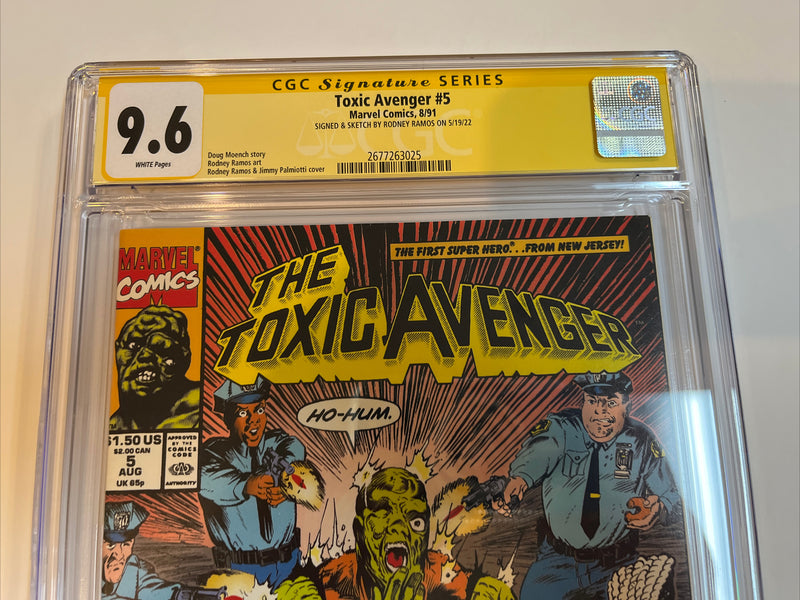 CGC Signature SERIES
9.6
WHITE Pages
Toxic Avenger #5
Marvel Comics, 8/91
SIGNED & SKETCH BY RODNEY RAMOS ON 5/19/22
CGC
Doug Moench story
Rodney Ramos art
Rodney Ramos & Jimmy Palmiotti cover
2677263025
MARVEL®
COMICS
THE FIRST SUPER HERO®. . .FROM NEW JERSEY!
THE
TOXIC AVENGER™
HO-HUM.
$1.50 US
$2.00 CAN
5
AUG
UK 65p
APPROVED
BY THE
COMICS
CODE
AUTHORITY